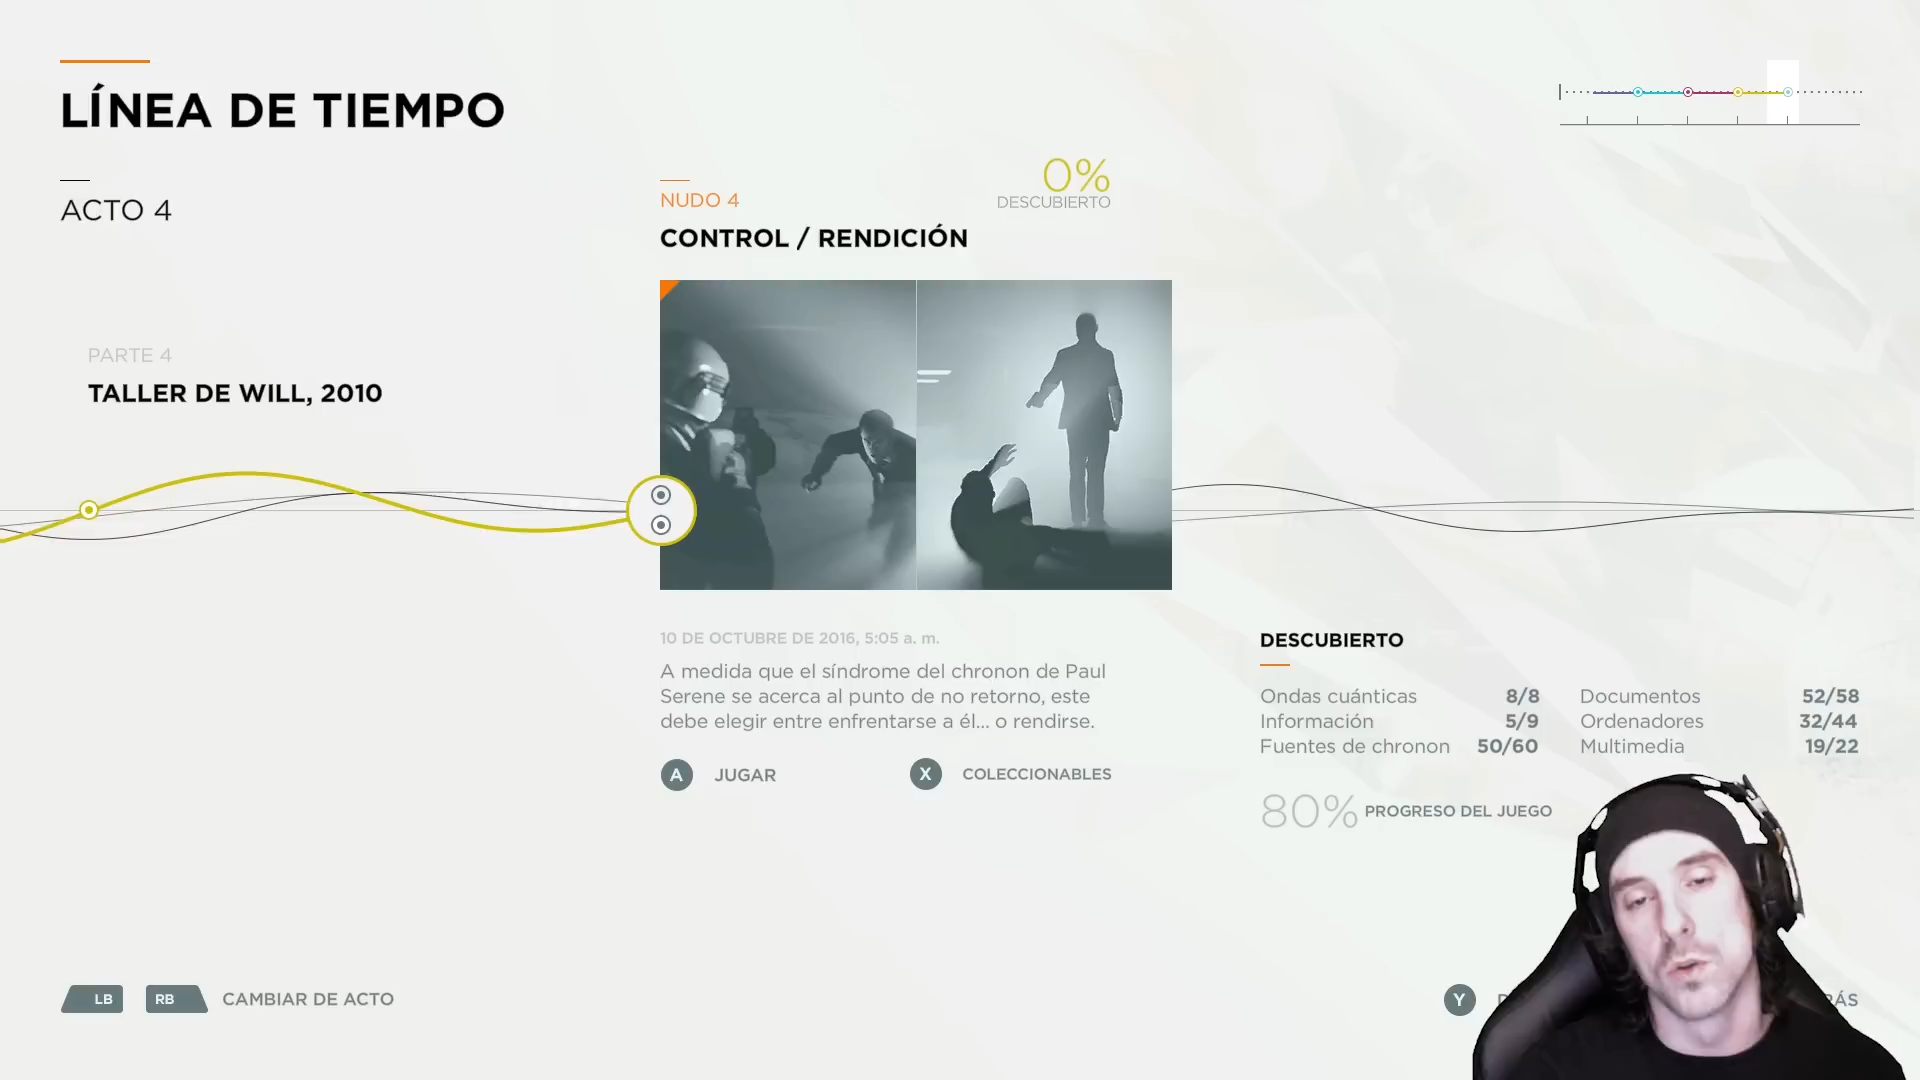 LÍNEA DE TIEMPO
ACTO 4
NUDO 4
0%
DESCUBIERTO
CONTROL / RENDICIÓN
PARTE 4
TALLER DE WILL, 2010
10 DE OCTUBRE DE 2016, 5:05 a. m.
A medida que el síndrome del chronon de Paul
Serene se acerca al punto de no retorno, este
debe elegir entre enfrentarse a él... o rendirse.
A JUGAR
X COLECCIONABLES
DESCUBIERTO
Ondas cuánticas 8/8 Documentos 52/58
Información 5/9 Ordenadores 32/44
Fuentes de chronon 50/60 Multimedia 19/22
80% PROGRESO DEL JUEGO
LB RB CAMBIAR DE ACTO
Y